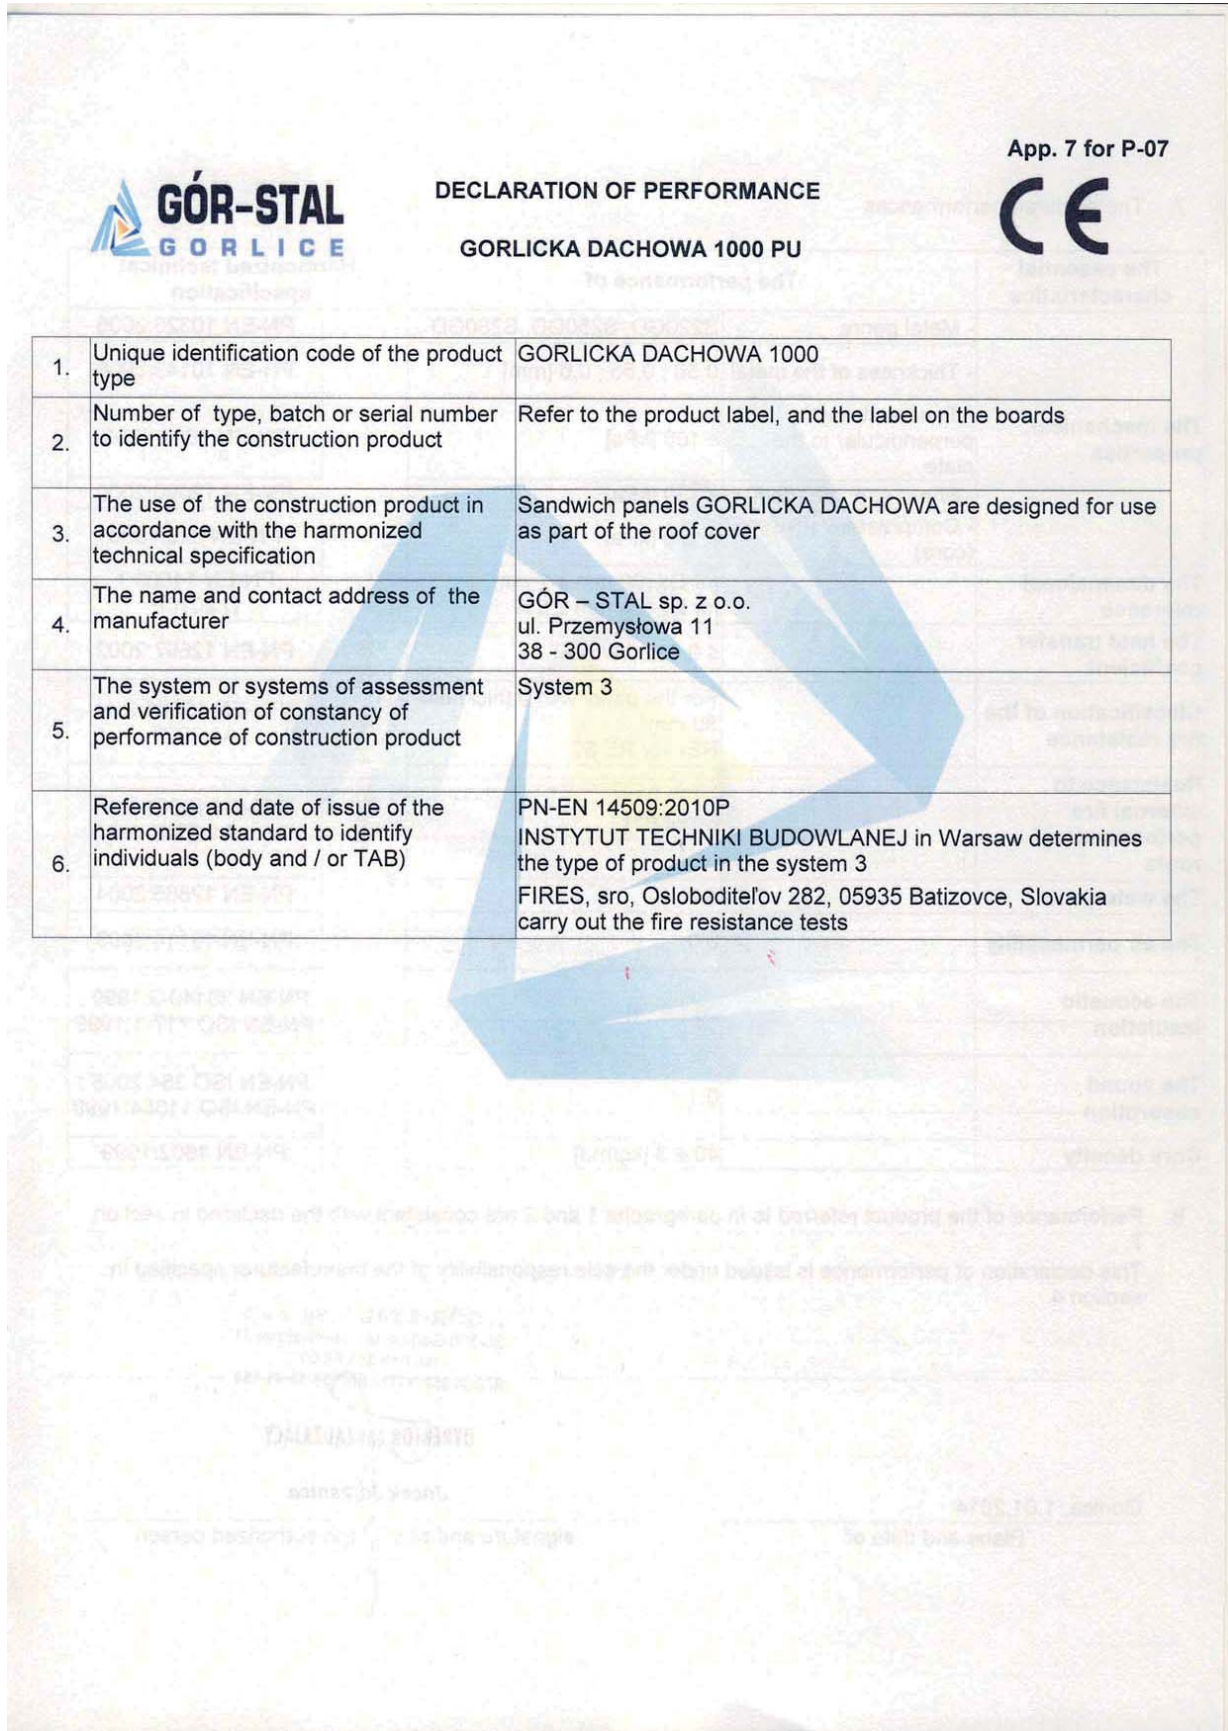 App. 7 for P-07
GÓR-STAL
GORLICE
DECLARATION OF PERFORMANCE
GORLICKA DACHOWA 1000 PU
CE
1.
Unique identification code of the product
type
GORLICKA DACHOWA 1000
2.
Number of type, batch or serial number
to identify the construction product
Refer to the product label, and the label on the boards
3.
The use of the construction product in
accordance with the harmonized
technical specification
Sandwich panels GORLICKA DACHOWA are designed for use
as part of the roof cover
4.
The name and contact address of the
manufacturer
GÓR – STAL sp. z o.o.
ul. Przemysłowa 11
38 - 300 Gorlice
5.
The system or systems of assessment
and verification of constancy of
performance of construction product
System 3
6.
Reference and date of issue of the
harmonized standard to identify
individuals (body and / or TAB)
PN-EN 14509:2010P
INSTYTUT TECHNIKI BUDOWLANEJ in Warsaw determines
the type of product in the system 3
FIRES, sro, Osloboditeľov 282, 05935 Batizovce, Slovakia
carry out the fire resistance tests